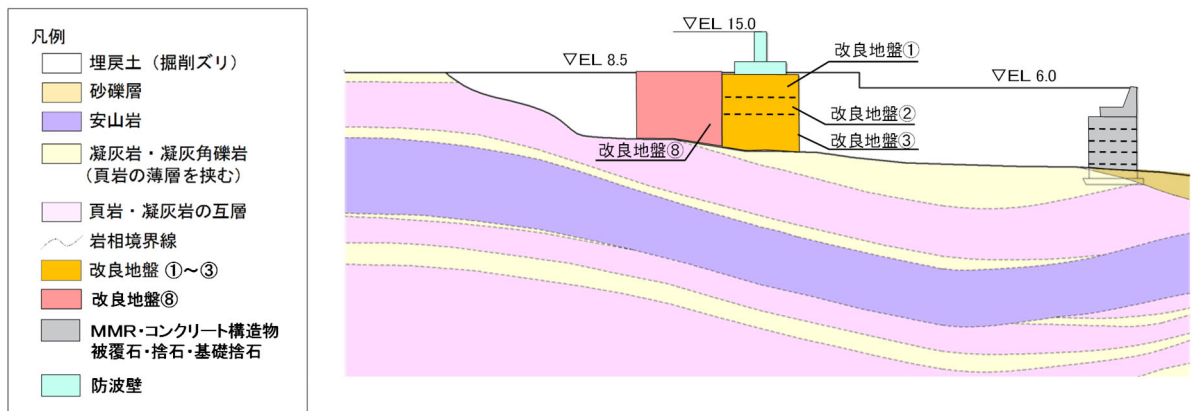 凡例
埋戻土（掘削ズリ）
砂礫層
安山岩
凝灰岩・凝灰角礫岩
（頁岩の薄層を挟む）
頁岩・凝灰岩の互層
岩相境界線
改良地盤 ①～③
改良地盤⑧
MMR・コンクリート構造物
被覆石・捨石・基礎捨石
防波壁
▽EL 15.0
改良地盤①
▽EL 8.5
▽EL 6.0
改良地盤②
改良地盤③
改良地盤⑧